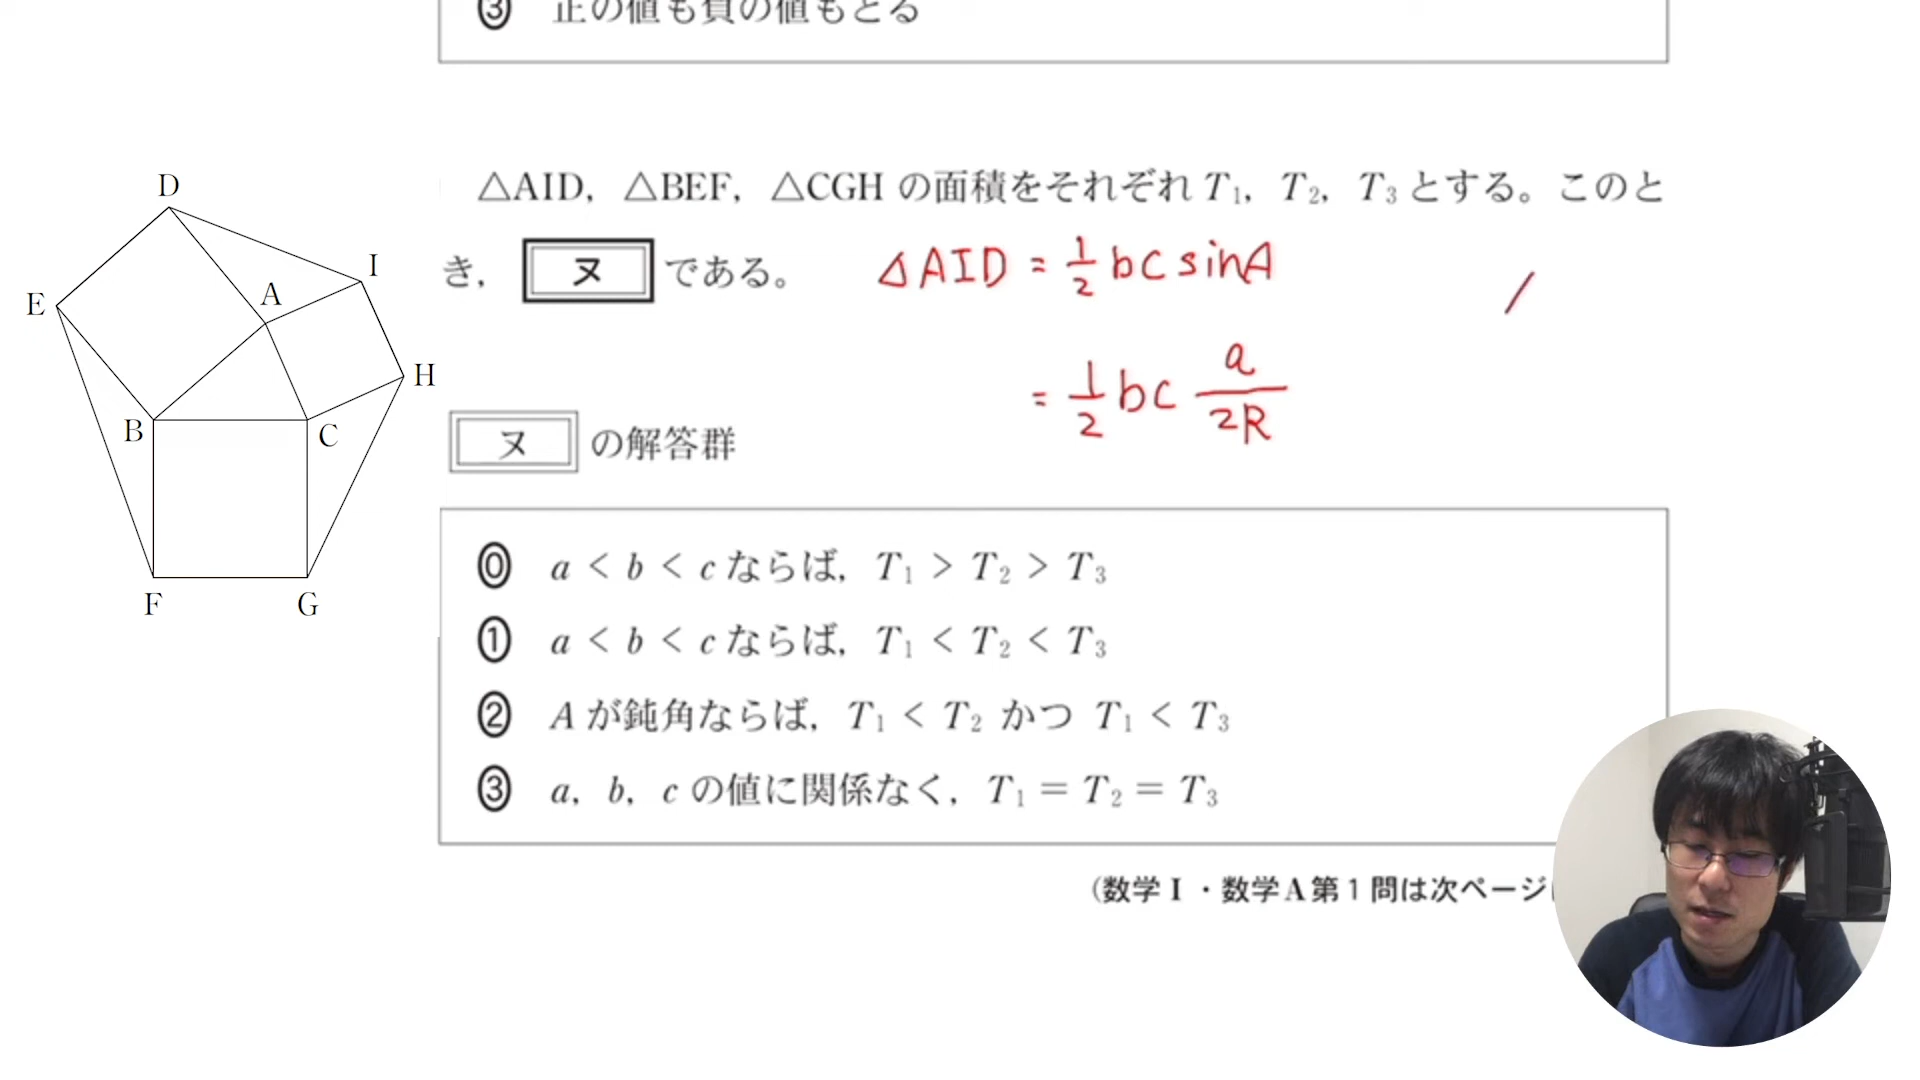 ③ 正の値も負の値もとる
△AID, △BEF, △CGH の面積をそれぞれ T₁, T₂, T₃ とする。このと
き, ヌ である。
△AID = 1/2 bc sinA
= 1/2 bc a/2R
ヌ の解答群
⓪ a < b < c ならば, T₁ > T₂ > T₃
① a < b < c ならば, T₁ < T₂ < T₃
② A が鈍角ならば, T₁ < T₂ かつ T₁ < T₃
③ a, b, c の値に関係なく, T₁ = T₂ = T₃
(数学Ⅰ・数学A第1問は次ページ
D
I
A
E
H
B
C
F
G